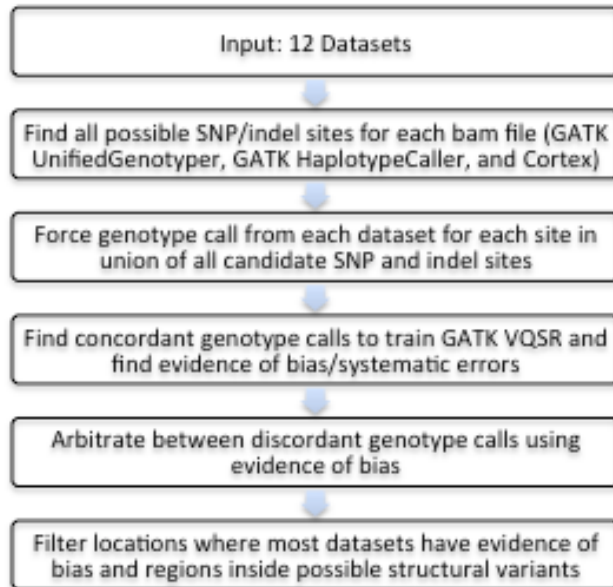 Input: 12 Datasets
Find all possible SNP/indel sites for each bam file (GATK
UnifiedGenotyper, GATK HaplotypeCaller, and Cortex)
Force genotype call from each dataset for each site in
union of all candidate SNP and indel sites
Find concordant genotype calls to train GATK VQSR and
find evidence of bias/systematic errors
Arbitrate between discordant genotype calls using
evidence of bias
Filter locations where most datasets have evidence of
bias and regions inside possible structural variants